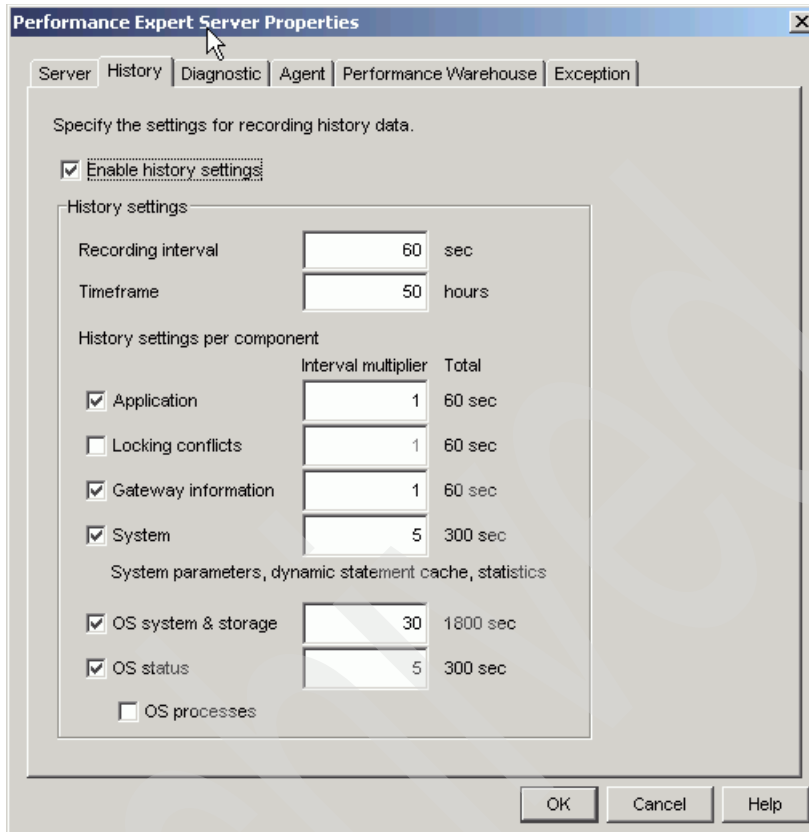 Performance Expert Server Properties
Server History Diagnostic Agent Performance Warehouse Exception
Specify the settings for recording history data.
Enable history settings
History settings
Recording interval 60 sec
Timeframe 50 hours
History settings per component
Interval multiplier Total
Application 1 60 sec
Locking conflicts 1 60 sec
Gateway information 1 60 sec
System 5 300 sec
System parameters, dynamic statement cache, statistics
OS system & storage 30 1800 sec
OS status 5 300 sec
OS processes
OK Cancel Help